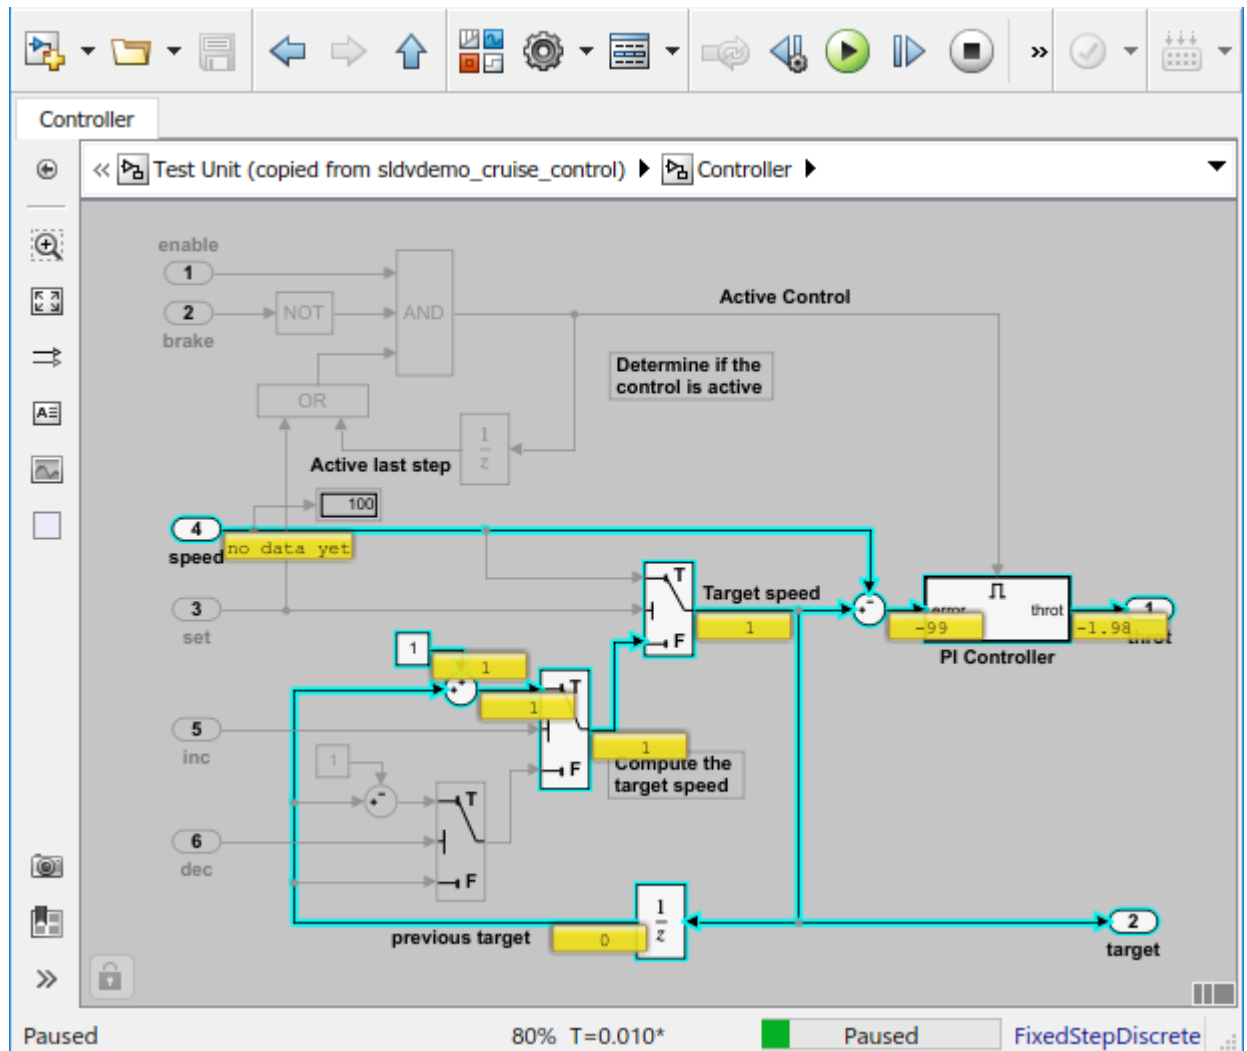 Controller
Test Unit (copied from sldvdemo_cruise_control) Controller
enable
1
2
brake
NOT
AND
Active Control
Determine if the
control is active
OR
1
z
Active last step
100
4
speed
no data yet
T
F
Target speed
1
3
set
1
1
error
throt
-99
PI Controller
1
-1.98
throt
1
T
F
1
5
inc
1
Compute the
target speed
T
F
6
dec
1
z
previous target
0
2
target
Paused
80% T=0.010*
Paused
FixedStepDiscrete